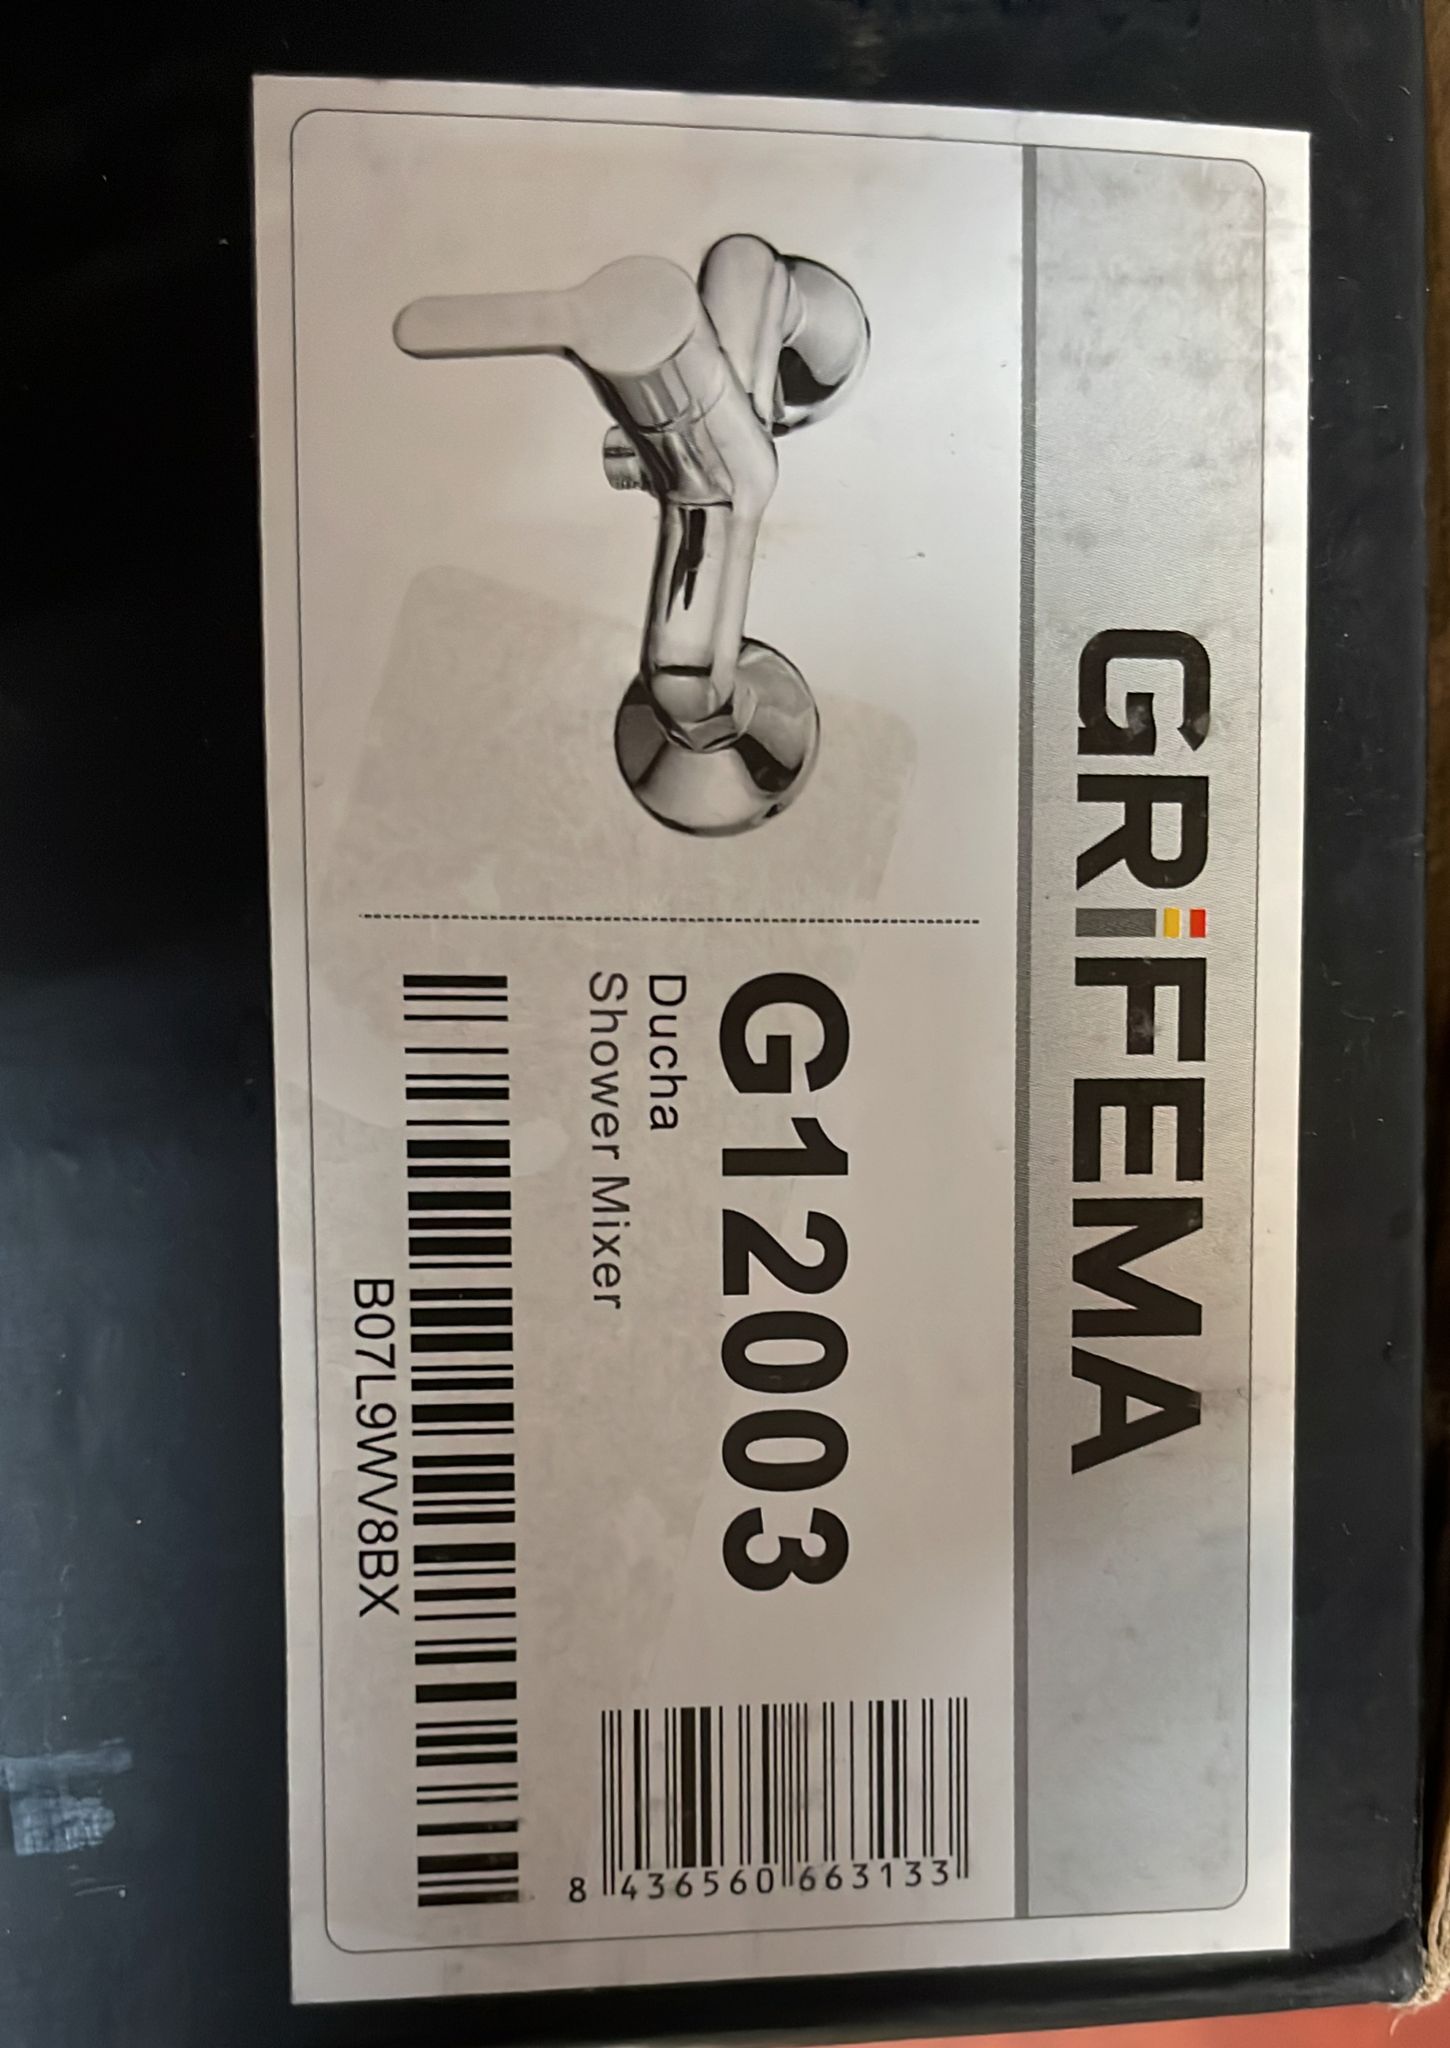 GRiFEMA
G12003
Ducha
Shower Mixer
8 436560 663133
B07L9WV8BX